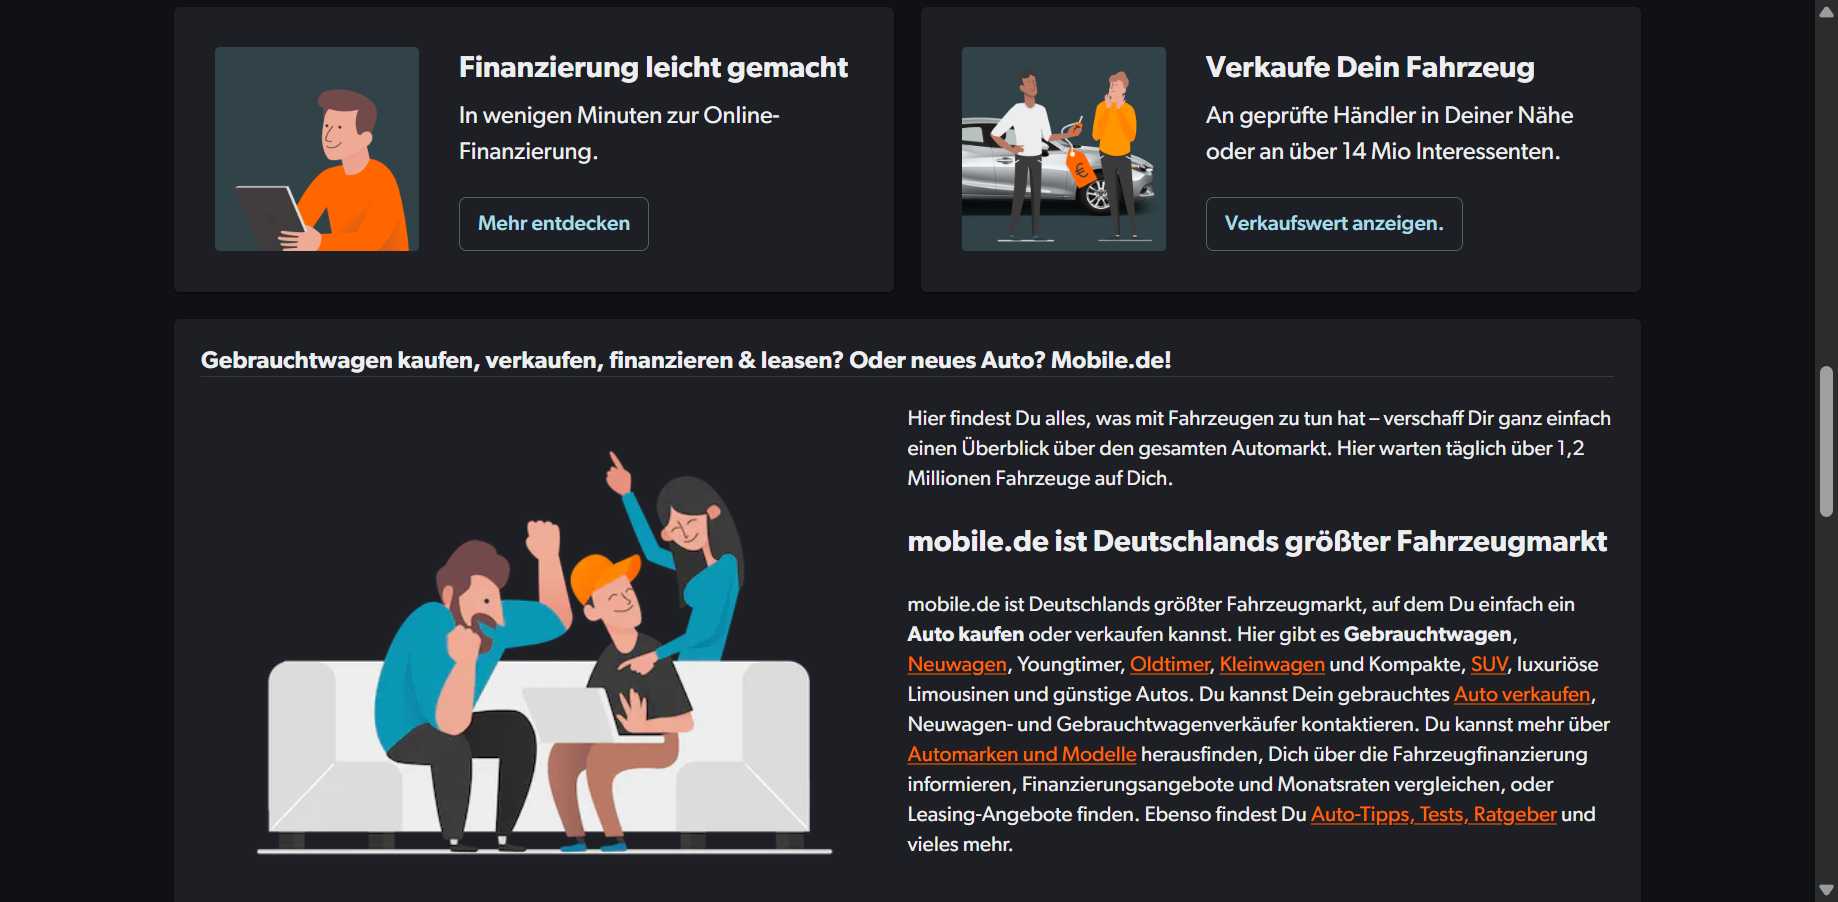 Finanzierung leicht gemacht
In wenigen Minuten zur Online-
Finanzierung.
Mehr entdecken
Verkaufe Dein Fahrzeug
An geprüfte Händler in Deiner Nähe
oder an über 14 Mio Interessenten.
Verkaufswert anzeigen.
€
Gebrauchtwagen kaufen, verkaufen, finanzieren & leasen? Oder neues Auto? Mobile.de!
Hier findest Du alles, was mit Fahrzeugen zu tun hat – verschaff Dir ganz einfach
einen Überblick über den gesamten Automarkt. Hier warten täglich über 1,2
Millionen Fahrzeuge auf Dich.
mobile.de ist Deutschlands größter Fahrzeugmarkt
mobile.de ist Deutschlands größter Fahrzeugmarkt, auf dem Du einfach ein
Auto kaufen oder verkaufen kannst. Hier gibt es Gebrauchtwagen,
Neuwagen, Youngtimer, Oldtimer, Kleinwagen und Kompakte, SUV, luxuriöse
Limousinen und günstige Autos. Du kannst Dein gebrauchtes Auto verkaufen,
Neuwagen- und Gebrauchtwagenverkäufer kontaktieren. Du kannst mehr über
Automarken und Modelle herausfinden, Dich über die Fahrzeugfinanzierung
informieren, Finanzierungsangebote und Monatsraten vergleichen, oder
Leasing-Angebote finden. Ebenso findest Du Auto-Tipps, Tests, Ratgeber und
vieles mehr.